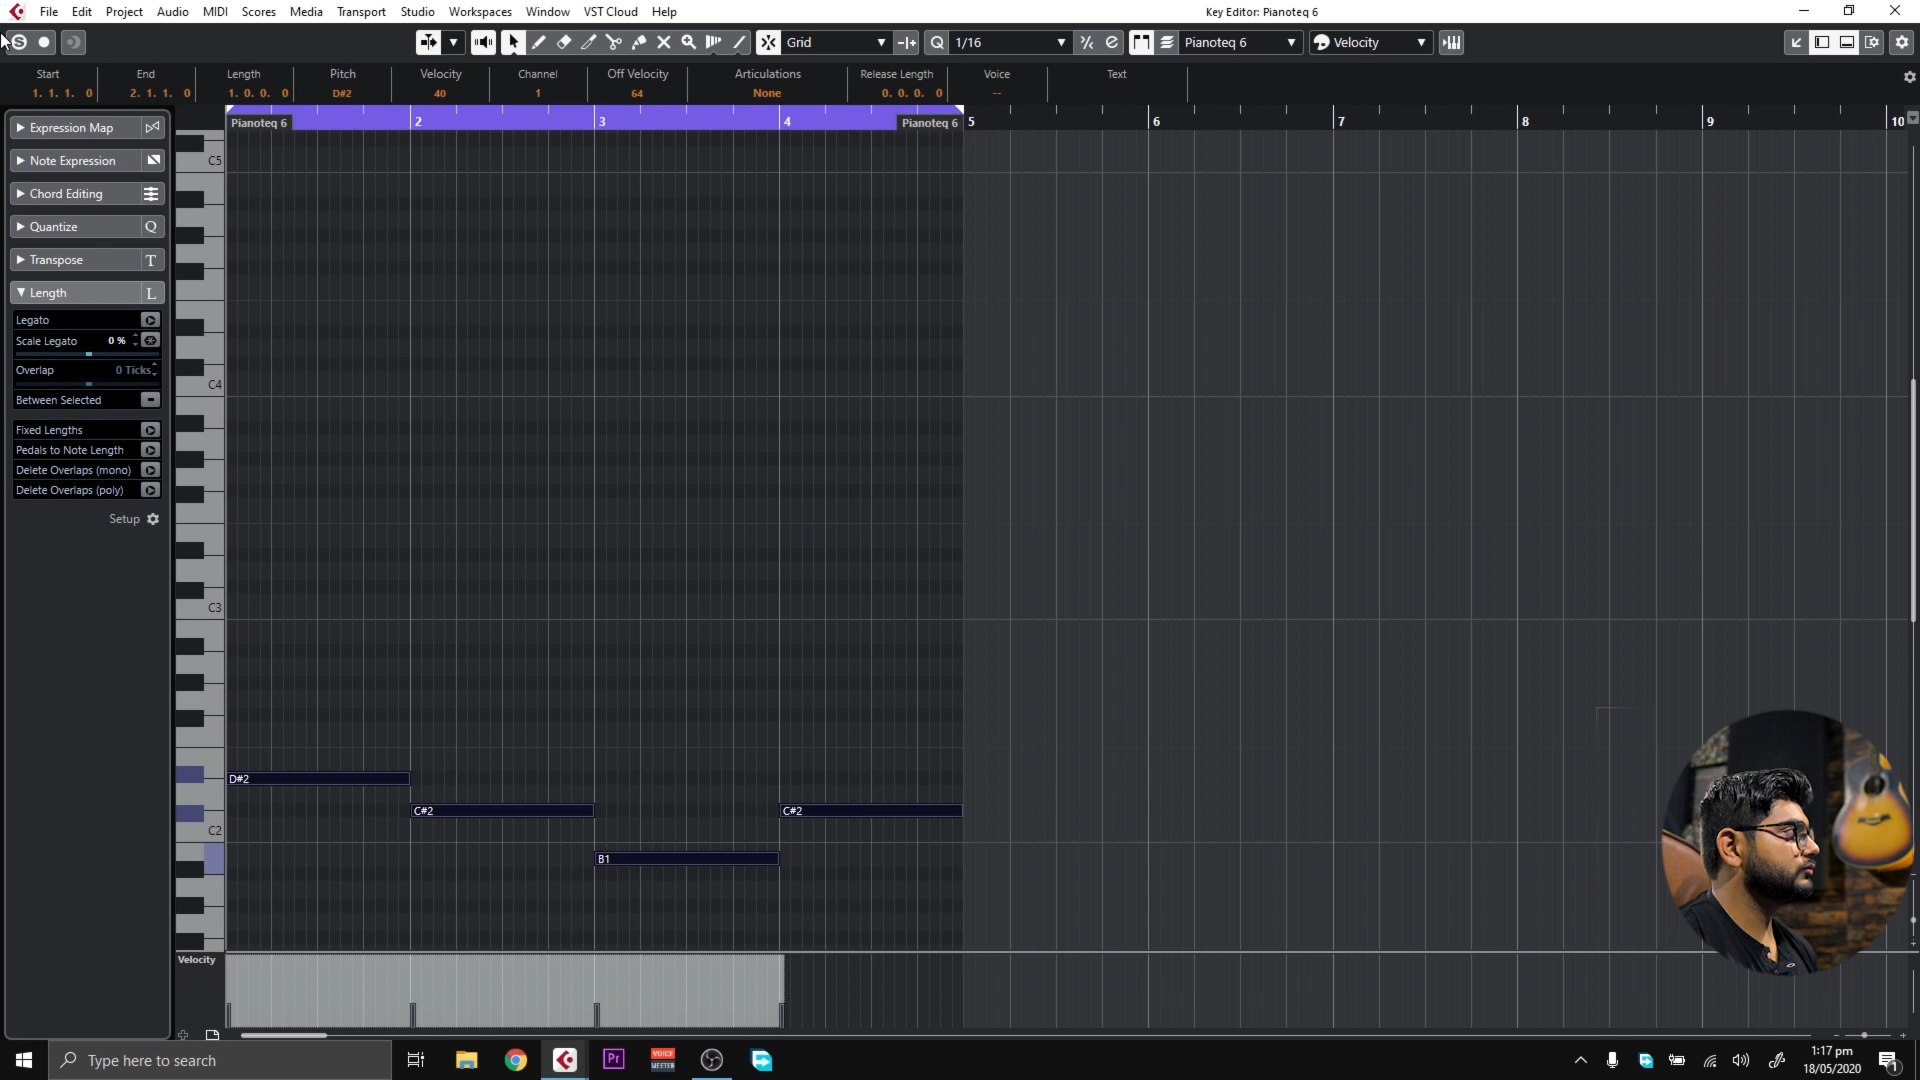 File Edit Project Audio MIDI Scores Media Transport Studio Workspaces Window VST Cloud Help Key Editor: Pianoteq 6
Grid Q 1/16 Pianoteq 6 Velocity
Start End Length Pitch Velocity Channel Off Velocity Articulations Release Length Voice Text
1. 1. 1. 0 2. 1. 1. 0 1. 0. 0. 0 D#2 40 1 64 None 0. 0. 0. 0 --
Pianoteq 6 2 3 4 Pianoteq 6 5 6 7 8 9 10
Expression Map
Note Expression
Chord Editing
Quantize Q
Transpose T
Length L
Legato
Scale Legato 0 %
Overlap 0 Ticks
Between Selected
Fixed Lengths
Pedals to Note Length
Delete Overlaps (mono)
Delete Overlaps (poly)
Setup
C5
C4
C3
C2
D#2
C#2 C#2
B1
Velocity
Type here to search
Pr
VOICE
MEETER
1:17 pm
18/05/2020
1